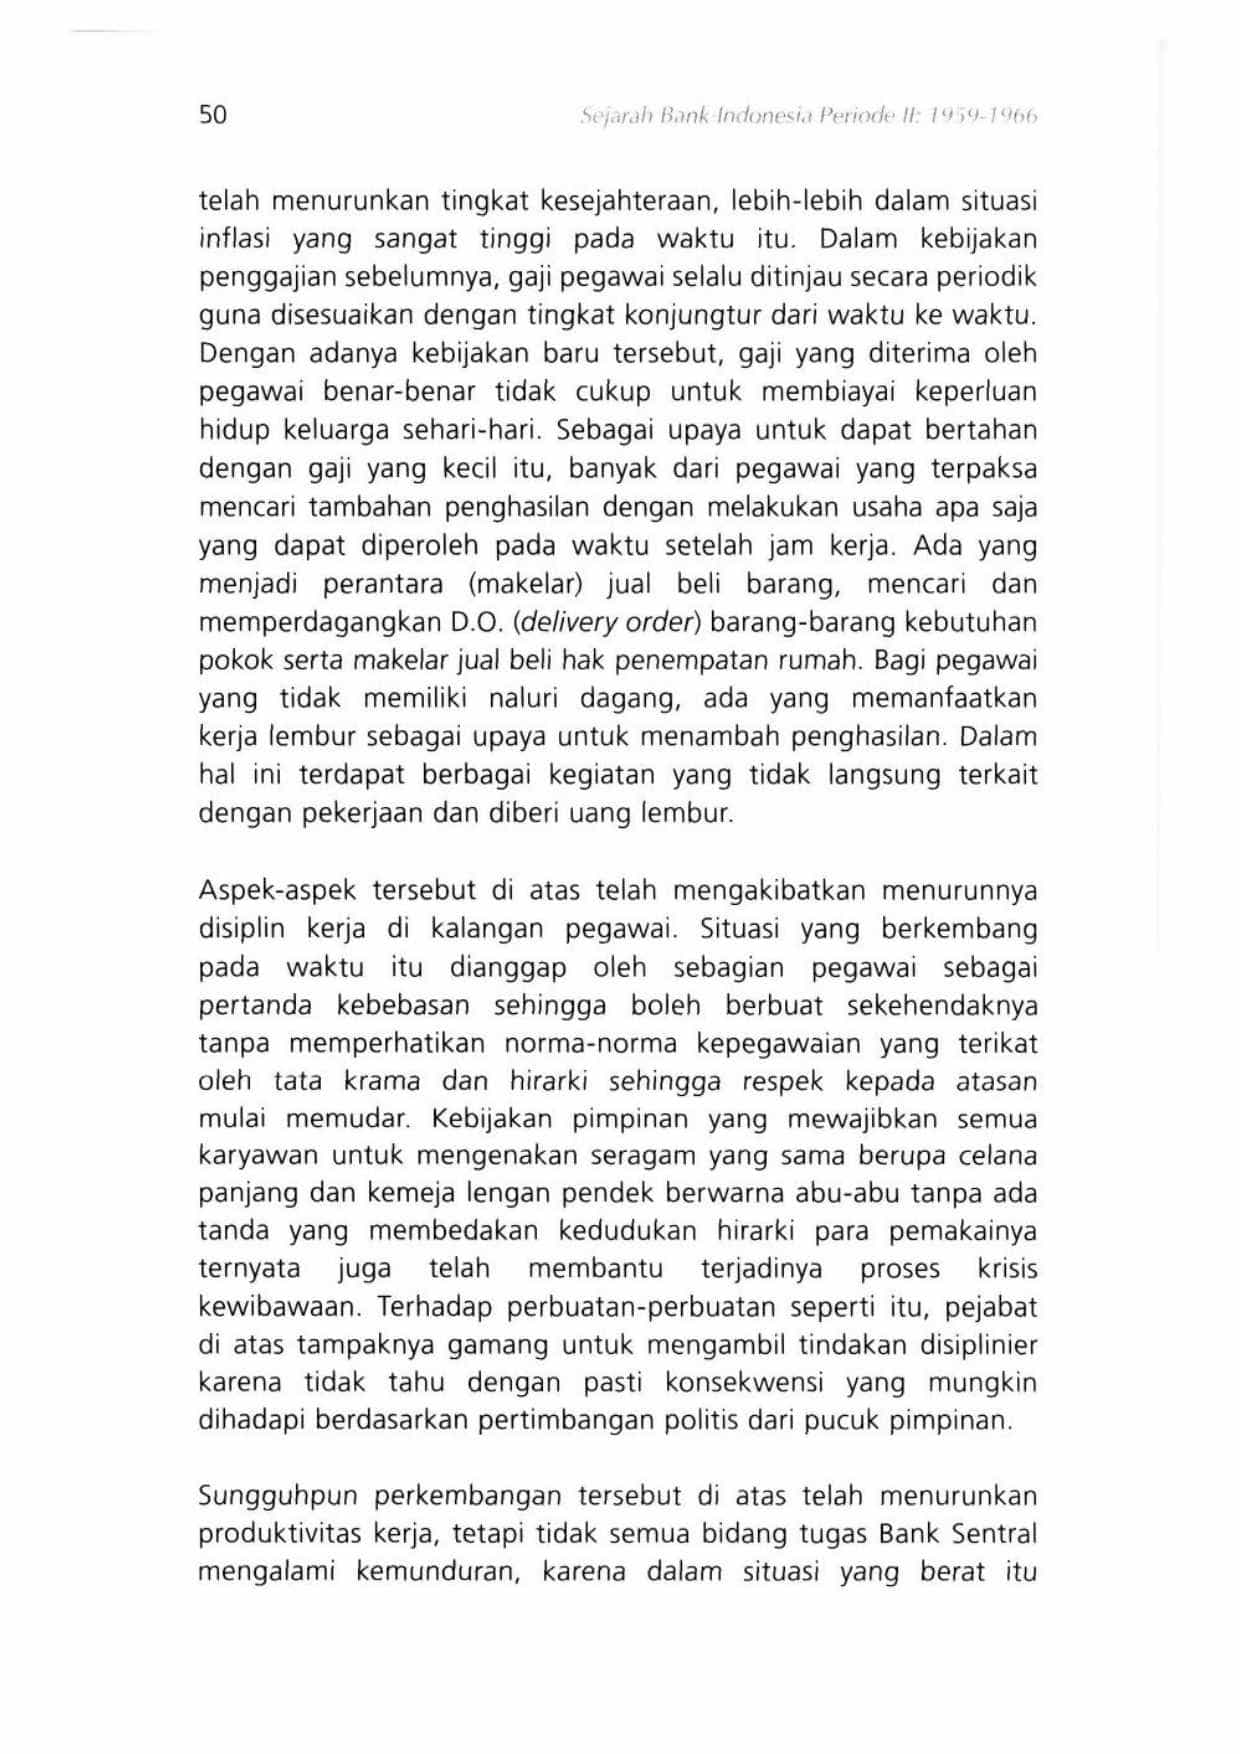 50
Sejarah Bank Indonesia Periode II: 1959-1966
telah menurunkan tingkat kesejahteraan, lebih-lebih dalam situasi
inflasi yang sangat tinggi pada waktu itu. Dalam kebijakan
penggajian sebelumnya, gaji pegawai selalu ditinjau secara periodik
guna disesuaikan dengan tingkat konjungtur dari waktu ke waktu.
Dengan adanya kebijakan baru tersebut, gaji yang diterima oleh
pegawai benar-benar tidak cukup untuk membiayai keperluan
hidup keluarga sehari-hari. Sebagai upaya untuk dapat bertahan
dengan gaji yang kecil itu, banyak dari pegawai yang terpaksa
mencari tambahan penghasilan dengan melakukan usaha apa saja
yang dapat diperoleh pada waktu setelah jam kerja. Ada yang
menjadi perantara (makelar) jual beli barang, mencari dan
memperdagangkan D.O. (delivery order) barang-barang kebutuhan
pokok serta makelar jual beli hak penempatan rumah. Bagi pegawai
yang tidak memiliki naluri dagang, ada yang memanfaatkan
kerja lembur sebagai upaya untuk menambah penghasilan. Dalam
hal ini terdapat berbagai kegiatan yang tidak langsung terkait
dengan pekerjaan dan diberi uang lembur.
Aspek-aspek tersebut di atas telah mengakibatkan menurunnya
disiplin kerja di kalangan pegawai. Situasi yang berkembang
pada waktu itu dianggap oleh sebagian pegawai sebagai
pertanda kebebasan sehingga boleh berbuat sekehendaknya
tanpa memperhatikan norma-norma kepegawaian yang terikat
oleh tata krama dan hirarki sehingga respek kepada atasan
mulai memudar. Kebijakan pimpinan yang mewajibkan semua
karyawan untuk mengenakan seragam yang sama berupa celana
panjang dan kemeja lengan pendek berwarna abu-abu tanpa ada
tanda yang membedakan kedudukan hirarki para pemakainya
ternyata juga telah membantu terjadinya proses krisis
kewibawaan. Terhadap perbuatan-perbuatan seperti itu, pejabat
di atas tampaknya gamang untuk mengambil tindakan disiplinier
karena tidak tahu dengan pasti konsekwensi yang mungkin
dihadapi berdasarkan pertimbangan politis dari pucuk pimpinan.
Sungguhpun perkembangan tersebut di atas telah menurunkan
produktivitas kerja, tetapi tidak semua bidang tugas Bank Sentral
mengalami kemunduran, karena dalam situasi yang berat itu